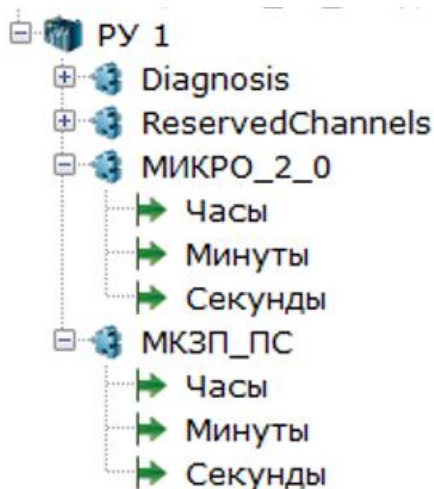 РУ 1
Diagnosis
ReservedChannels
МИКРО_2_0
Часы
Минуты
Секунды
МКЗП_ПС
Часы
Минуты
Секунды